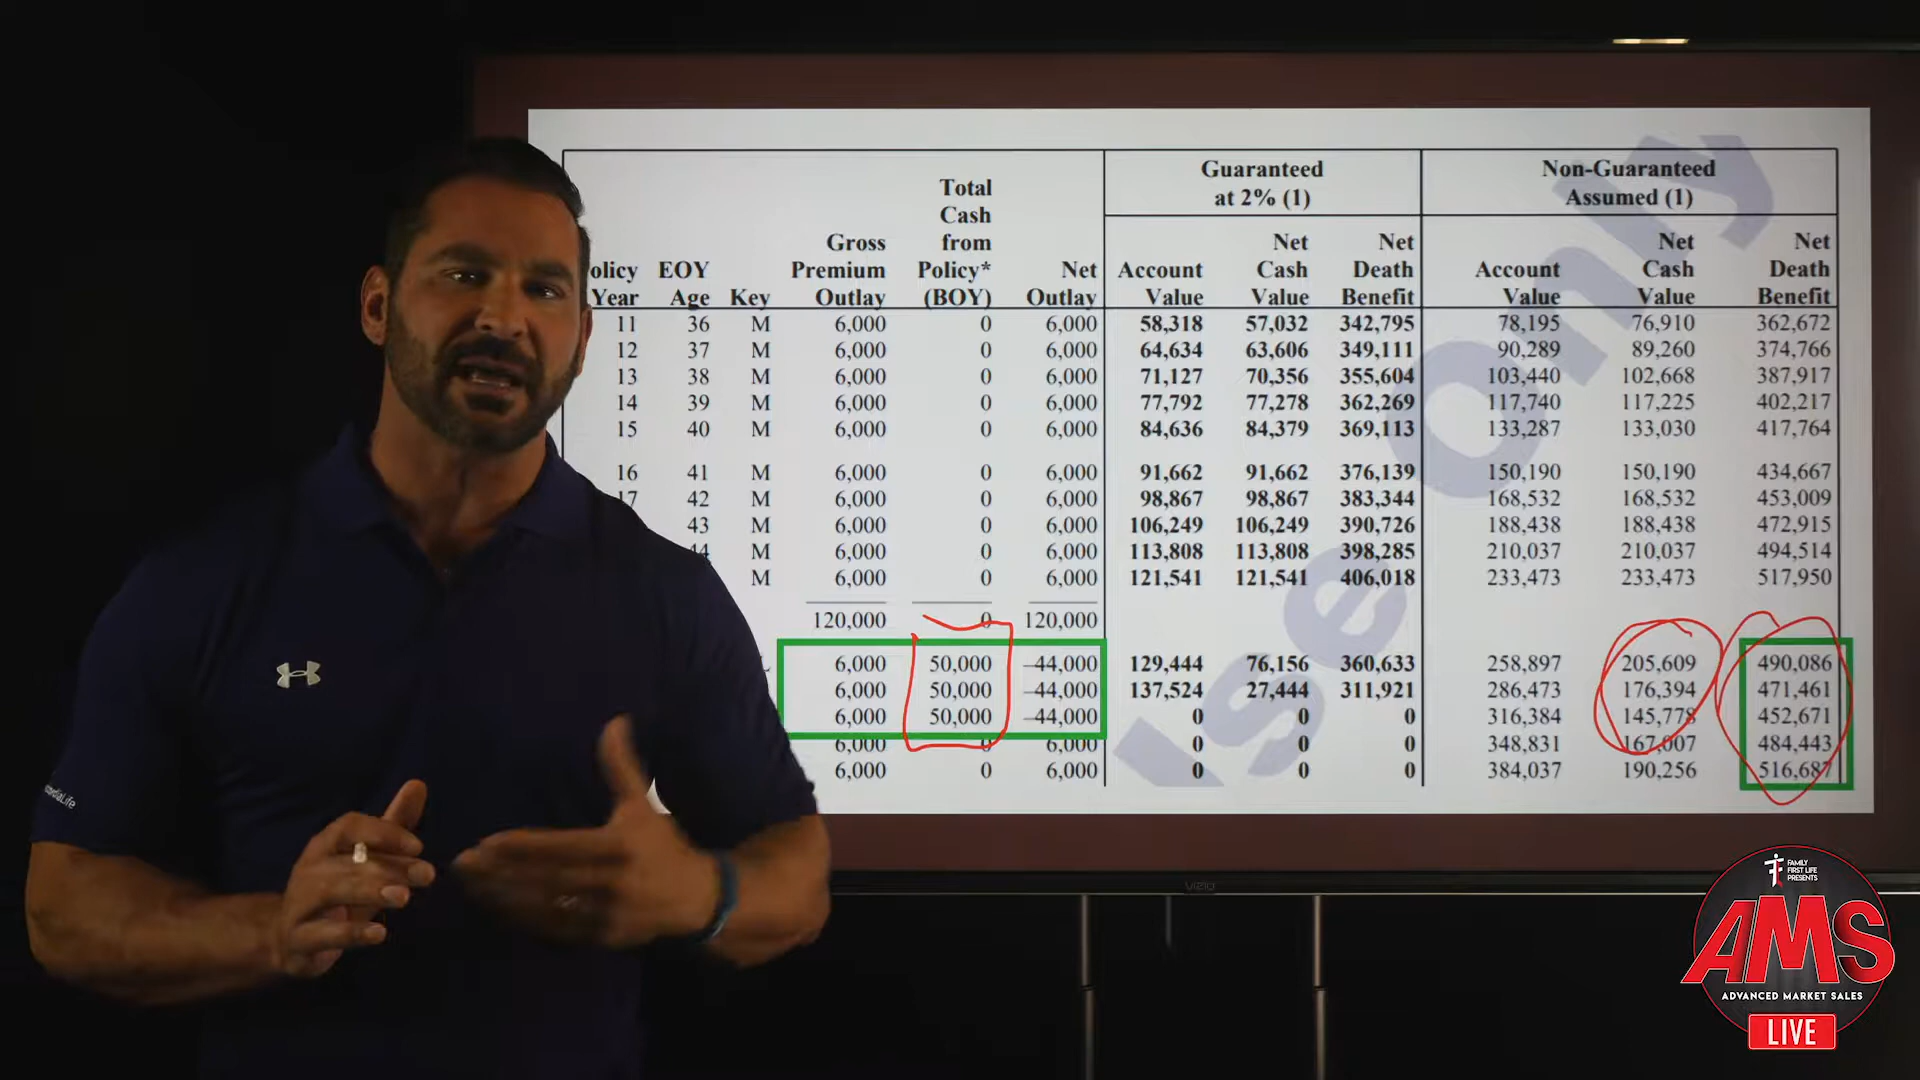 Guaranteed
at 2% (1)
Non-Guaranteed
Assumed (1)
Total
Cash
Gross from Net Net Net Net
olicy EOY Premium Policy* Net Account Cash Death Account Cash Death
Year Age Key Outlay (BOY) Outlay Value Value Benefit Value Value Benefit
11 36 M 6,000 0 6,000 58,318 57,032 342,795 78,195 76,910 362,672
12 37 M 6,000 0 6,000 64,634 63,606 349,111 90,289 89,260 374,766
13 38 M 6,000 0 6,000 71,127 70,356 355,604 103,440 102,668 387,917
14 39 M 6,000 0 6,000 77,792 77,278 362,269 117,740 117,225 402,217
15 40 M 6,000 0 6,000 84,636 84,379 369,113 133,287 133,030 417,764
16 41 M 6,000 0 6,000 91,662 91,662 376,139 150,190 150,190 434,667
17 42 M 6,000 0 6,000 98,867 98,867 383,344 168,532 168,532 453,009
43 M 6,000 0 6,000 106,249 106,249 390,726 188,438 188,438 472,915
44 M 6,000 0 6,000 113,808 113,808 398,285 210,037 210,037 494,514
M 6,000 0 6,000 121,541 121,541 406,018 233,473 233,473 517,950
120,000 0 120,000
6,000 50,000 –44,000 129,444 76,156 360,633 258,897 205,609 490,086
6,000 50,000 –44,000 137,524 27,444 311,921 286,473 176,394 471,461
6,000 50,000 –44,000 0 0 0 316,384 145,778 452,671
6,000 0 6,000 0 0 0 348,831 167,007 484,443
6,000 0 6,000 0 0 0 384,037 190,256 516,687
Use only
VIZIO
FAMILY
FIRST LIFE
PRESENTS
AMS
ADVANCED MARKET SALES
LIVE